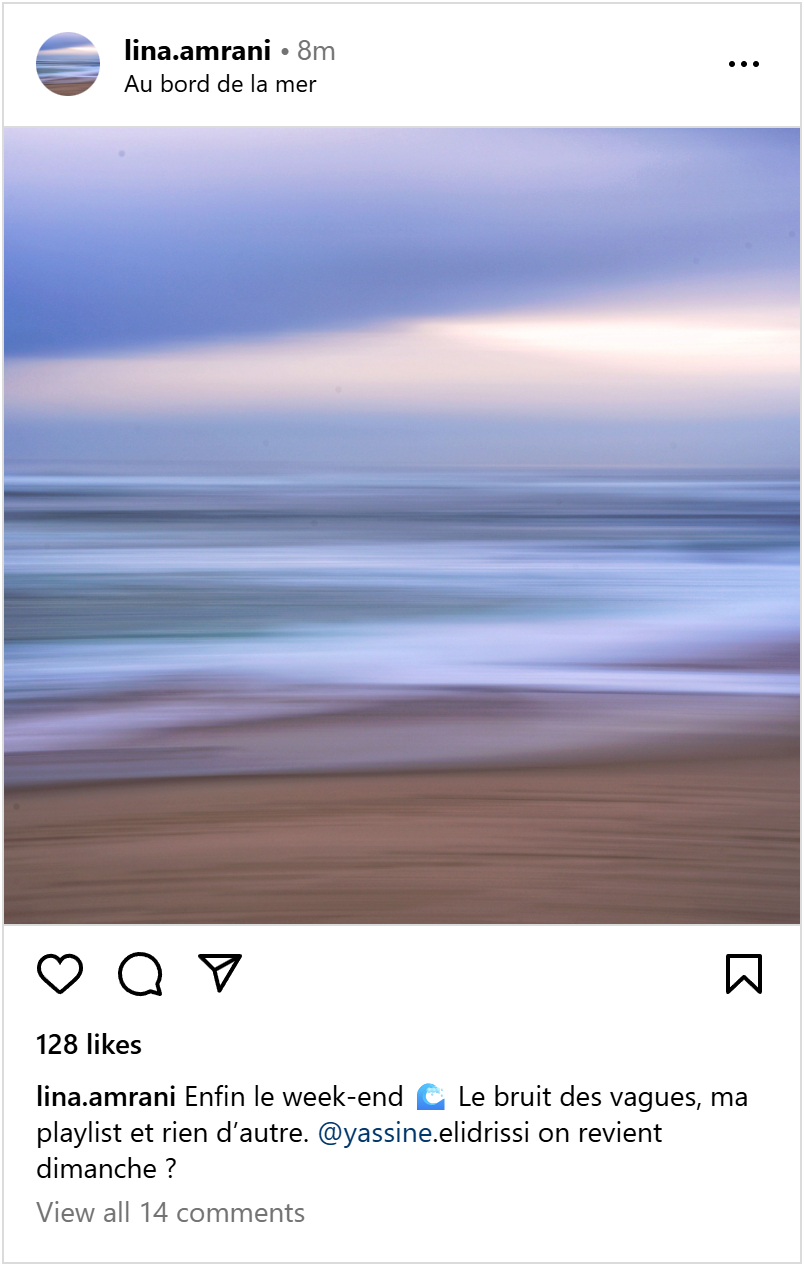 lina.amrani • 8m
Au bord de la mer
128 likes
lina.amrani Enfin le week-end 🌊 Le bruit des vagues, ma
playlist et rien d’autre. @yassine.elidrissi on revient
dimanche ?
View all 14 comments